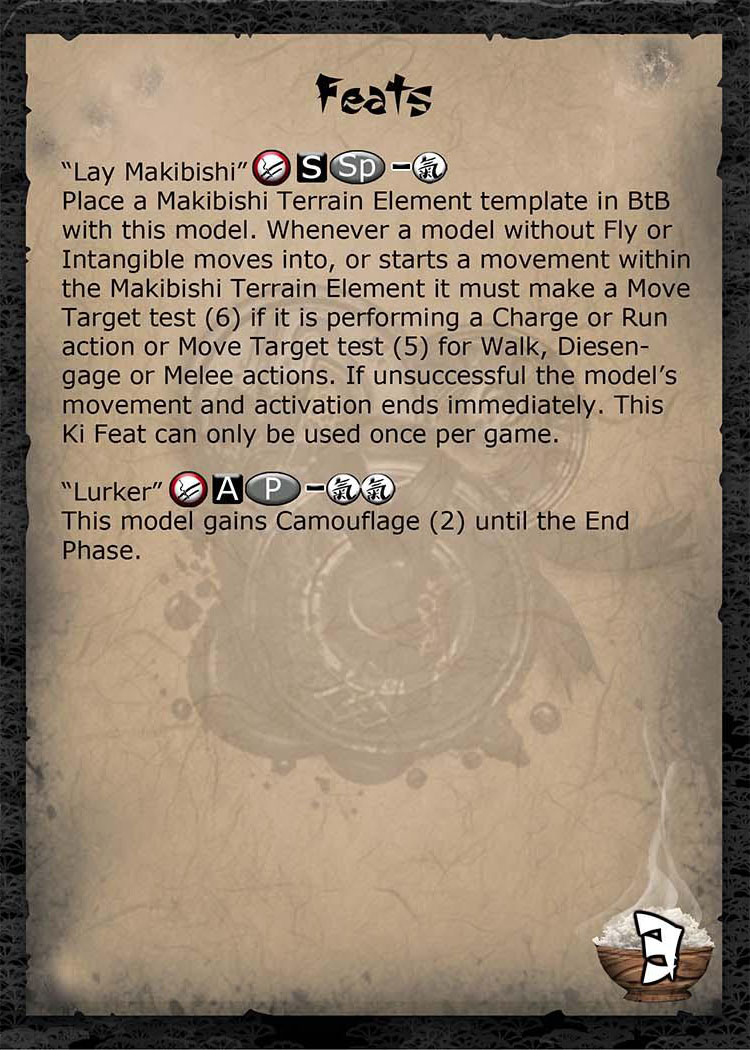 Feats
“Lay Makibishi” S Sp −氣
Place a Makibishi Terrain Element template in BtB
with this model. Whenever a model without Fly or
Intangible moves into, or starts a movement within
the Makibishi Terrain Element it must make a Move
Target test (6) if it is performing a Charge or Run
action or Move Target test (5) for Walk, Diesen-
gage or Melee actions. If unsuccessful the model’s
movement and activation ends immediately. This
Ki Feat can only be used once per game.
“Lurker” A P −氣氣
This model gains Camouflage (2) until the End
Phase.
3